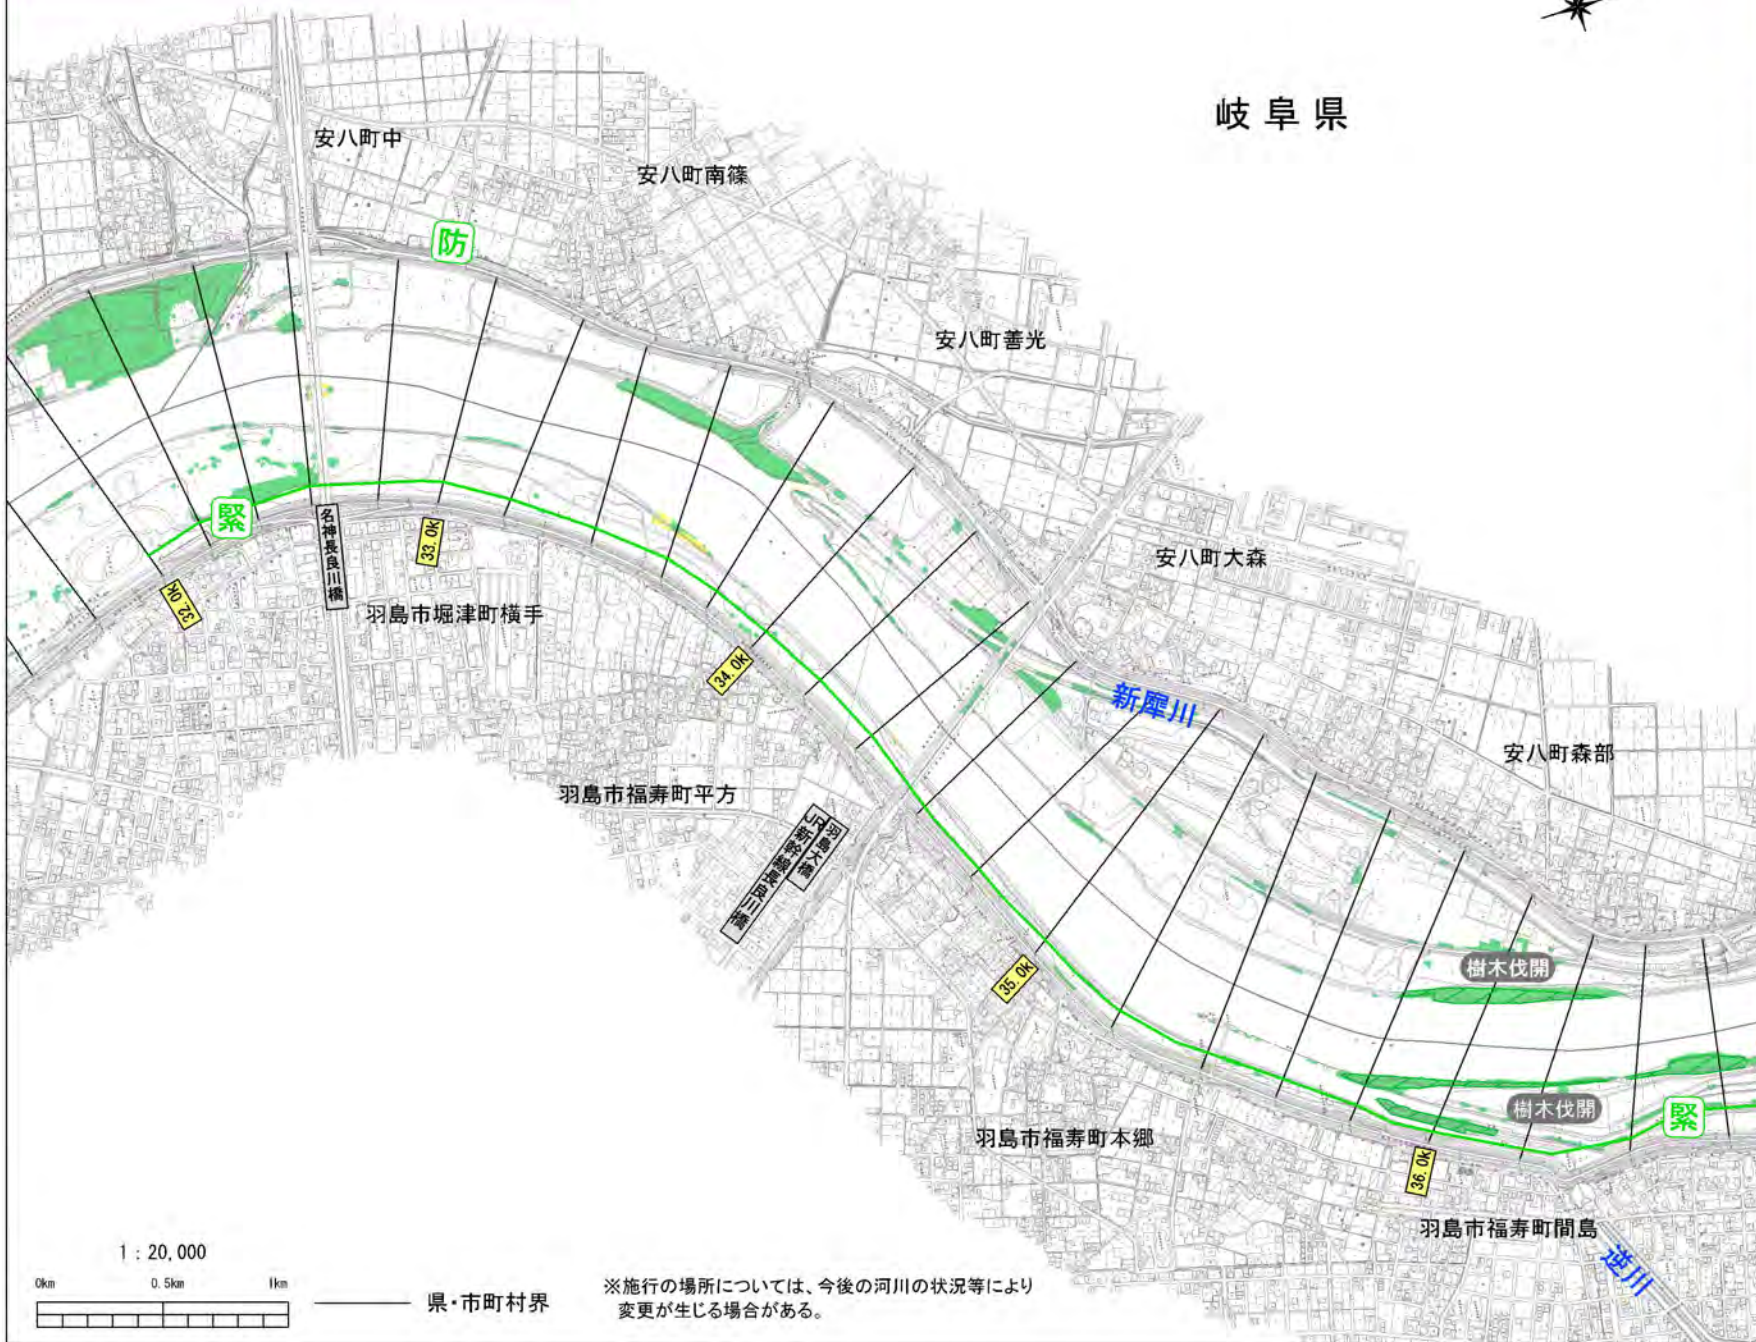 岐阜県
安八町中
安八町南篠
防
安八町善光
緊
名神長良川橋
33.0k
32.0k
羽島市堀津町横手
安八町大森
34.0k
新犀川
安八町森部
羽島市福寿町平方
羽島大橋
JR新幹線長良川橋
35.0k
樹木伐開
樹木伐開
緊
羽島市福寿町本郷
36.0k
羽島市福寿町間島
逆川
1:20,000
0km 0.5km 1km
県・市町村界
※施行の場所については、今後の河川の状況等により
変更が生じる場合がある。